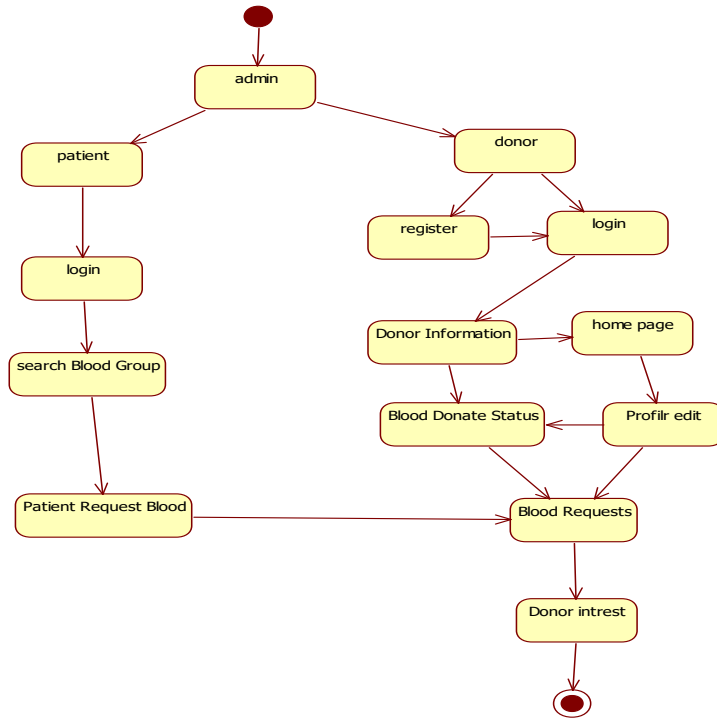 admin
patient
donor
register
login
login
Donor Information
home page
search Blood Group
Blood Donate Status
Profilr edit
Patient Request Blood
Blood Requests
Donor intrest